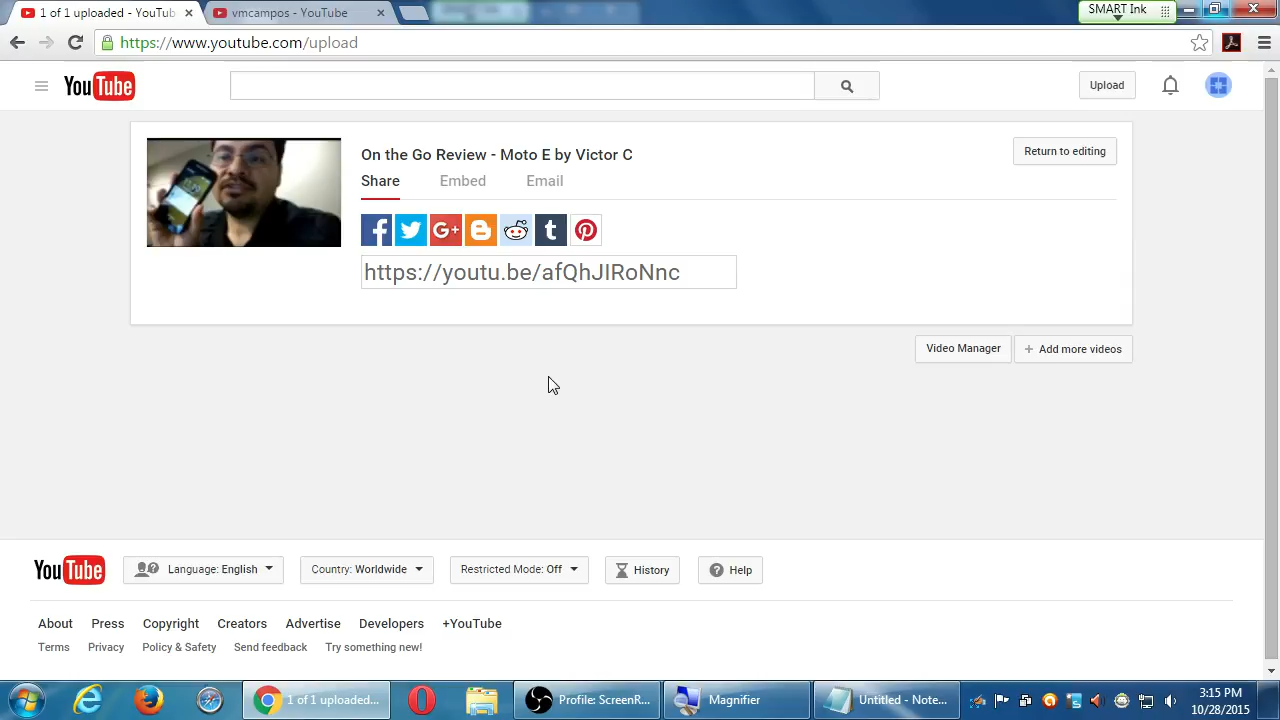 1 of 1 uploaded - YouTub
vmcampos - YouTube
SMART Ink
https://www.youtube.com/upload
YouTube
Upload
On the Go Review - Moto E by Victor C
Return to editing
Share
Embed
Email
https://youtu.be/afQhJIRoNnc
Video Manager
+ Add more videos
YouTube
Language: English
Country: Worldwide
Restricted Mode: Off
History
Help
About
Press
Copyright
Creators
Advertise
Developers
+YouTube
Terms
Privacy
Policy & Safety
Send feedback
Try something new!
1 of 1 uploaded...
Profile: ScreenR...
Magnifier
Untitled - Note...
3:15 PM
10/28/2015